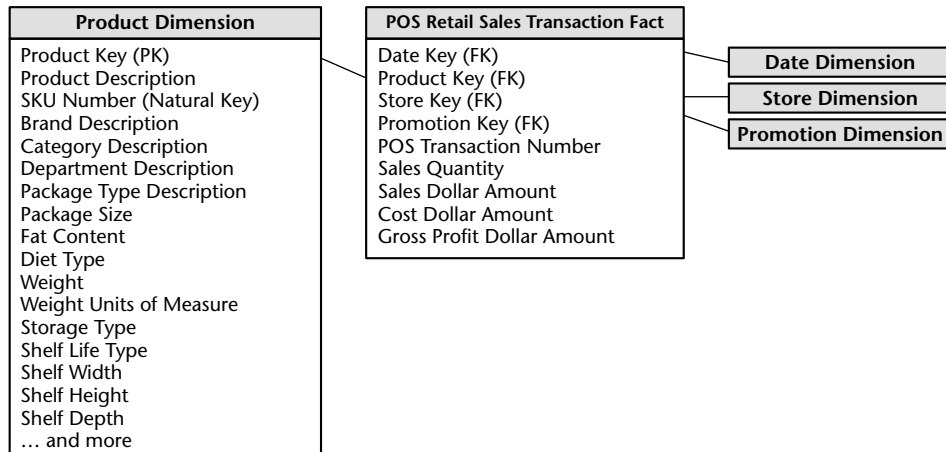 Product Dimension
Product Key (PK)
Product Description
SKU Number (Natural Key)
Brand Description
Category Description
Department Description
Package Type Description
Package Size
Fat Content
Diet Type
Weight
Weight Units of Measure
Storage Type
Shelf Life Type
Shelf Width
Shelf Height
Shelf Depth
... and more
POS Retail Sales Transaction Fact
Date Key (FK)
Product Key (FK)
Store Key (FK)
Promotion Key (FK)
POS Transaction Number
Sales Quantity
Sales Dollar Amount
Cost Dollar Amount
Gross Profit Dollar Amount
Date Dimension
Store Dimension
Promotion Dimension